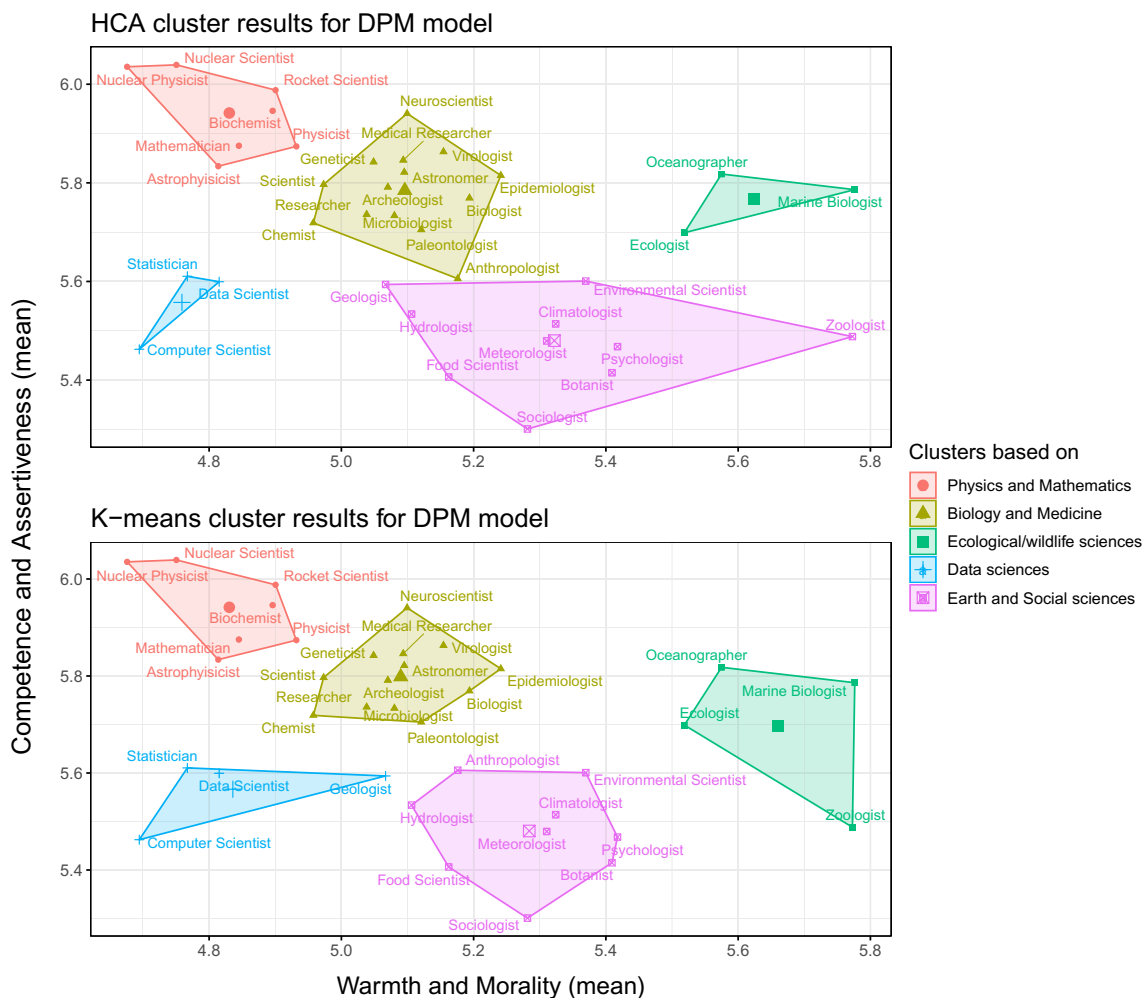 HCA cluster results for DPM model
Nuclear Scientist
Nuclear Physicist
Rocket Scientist
Biochemist
Physicist
Mathematician
Astrophyisicist
Neuroscientist
Medical Researcher
Geneticist
Virologist
Scientist
Astronomer
Epidemiologist
Researcher
Archeologist
Biologist
Chemist
Microbiologist
Paleontologist
Anthropologist
Oceanographer
Marine Biologist
Ecologist
Statistician
Data Scientist
Computer Scientist
Geologist
Environmental Scientist
Hydrologist
Climatologist
Zoologist
Meteorologist
Psychologist
Food Scientist
Botanist
Sociologist
6.0
5.8
5.6
5.4
4.8 5.0 5.2 5.4 5.6 5.8
K−means cluster results for DPM model
Nuclear Scientist
Nuclear Physicist
Rocket Scientist
Biochemist
Physicist
Mathematician
Astrophyisicist
Neuroscientist
Medical Researcher
Geneticist
Virologist
Scientist
Astronomer
Epidemiologist
Researcher
Archeologist
Biologist
Chemist
Microbiologist
Paleontologist
Oceanographer
Marine Biologist
Ecologist
Zoologist
Statistician
Data Scientist
Geologist
Computer Scientist
Anthropologist
Environmental Scientist
Hydrologist
Climatologist
Meteorologist
Psychologist
Food Scientist
Botanist
Sociologist
6.0
5.8
5.6
5.4
4.8 5.0 5.2 5.4 5.6 5.8
Warmth and Morality (mean)
Competence and Assertiveness (mean)
Clusters based on
Physics and Mathematics
Biology and Medicine
Ecological/wildlife sciences
a Data sciences
Earth and Social sciences